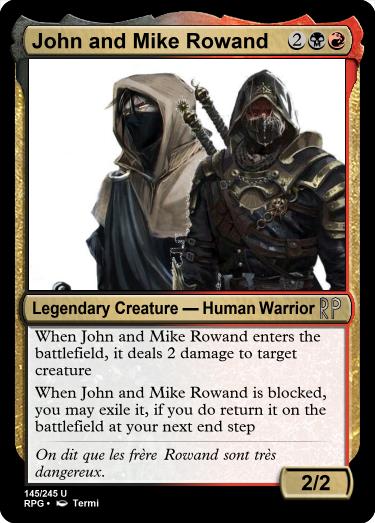 John and Mike Rowand 2
Legendary Creature — Human Warrior RP
When John and Mike Rowand enters the
battlefield, it deals 2 damage to target
creature
When John and Mike Rowand is blocked,
you may exile it, if you do return it on the
battlefield at your next end step
On dit que les frère Rowand sont très
dangereux.
2/2
145/245 U
RPG • Termi